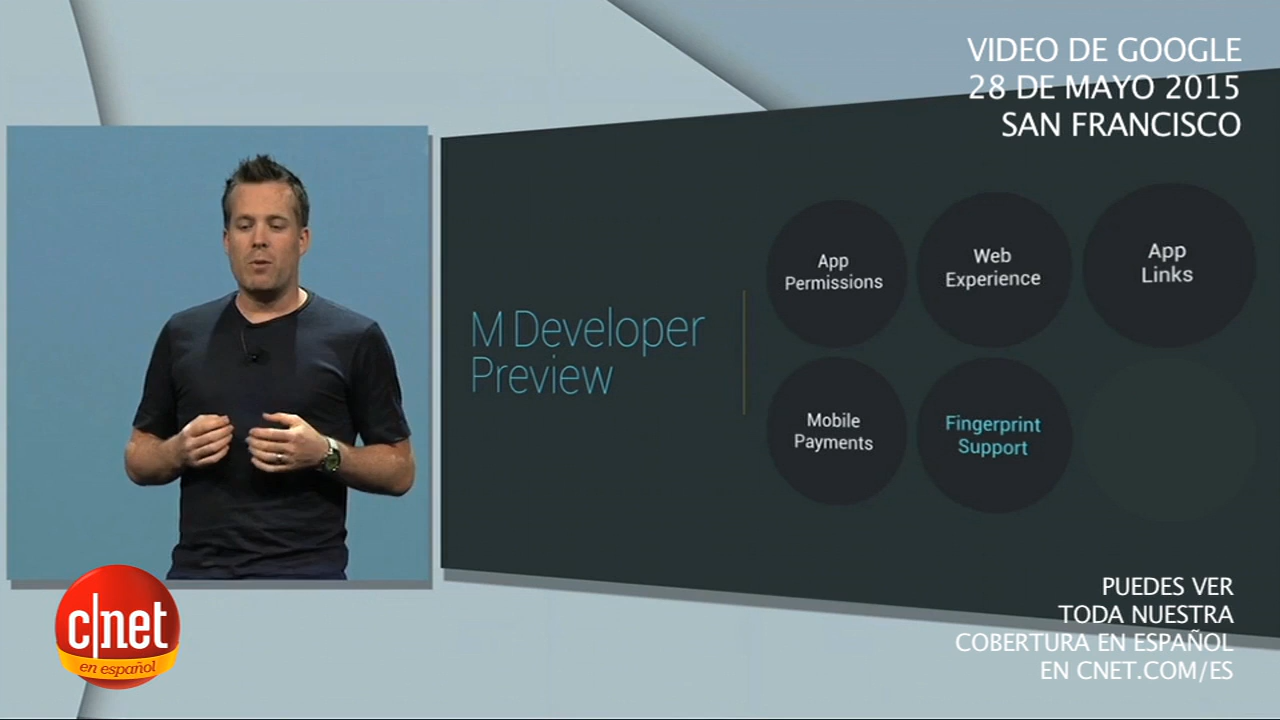 VIDEO DE GOOGLE
28 DE MAYO 2015
SAN FRANCISCO
App
Permissions
Web
Experience
App
Links
M Developer
Preview
Mobile
Payments
Fingerprint
Support
c|net
en español
PUEDES VER
TODA NUESTRA
COBERTURA EN ESPAÑOL
EN CNET.COM/ES